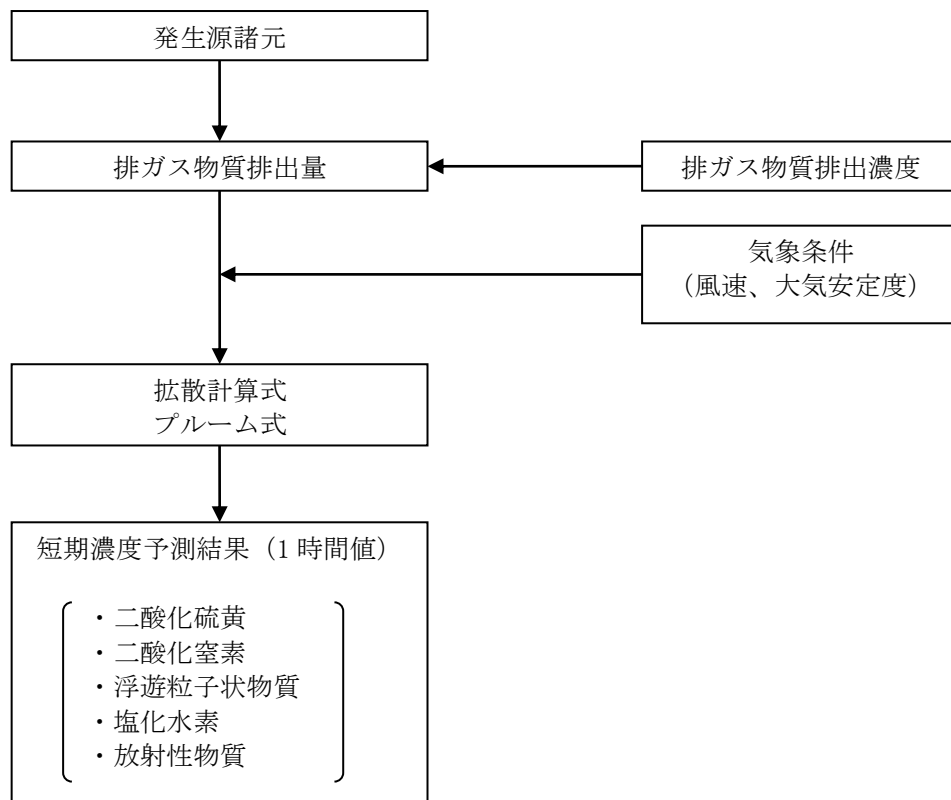 発生源諸元
排ガス物質排出量
排ガス物質排出濃度
気象条件
（風速、大気安定度）
拡散計算式
プルーム式
短期濃度予測結果（1 時間値）
・二酸化硫黄
・二酸化窒素
・浮遊粒子状物質
・塩化水素
・放射性物質